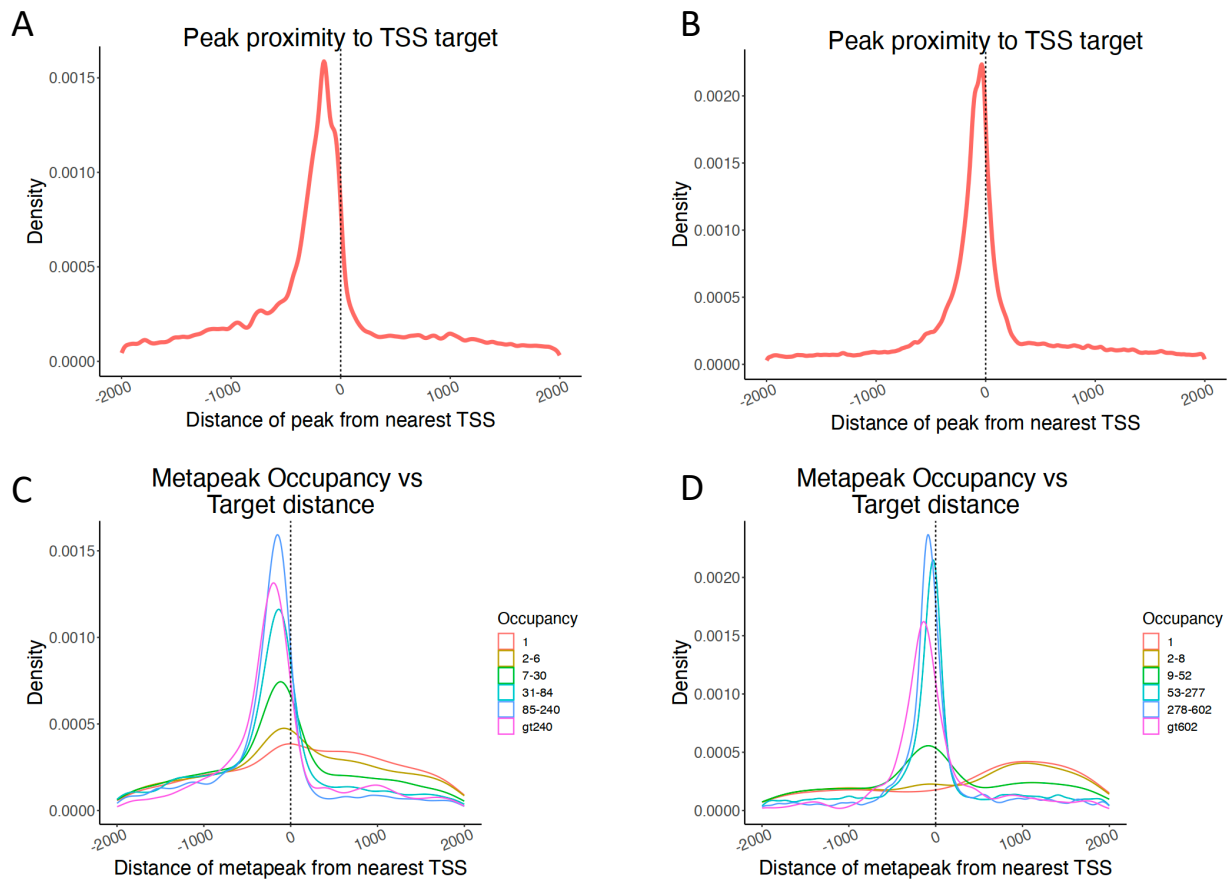 A
Peak proximity to TSS target
Density
0.0015
0.0010
0.0005
0.0000
-2000
-1000
0
1000
2000
Distance of peak from nearest TSS
B
Peak proximity to TSS target
Density
0.0020
0.0015
0.0010
0.0005
0.0000
-2000
-1000
0
1000
2000
Distance of peak from nearest TSS
C
Metapeak Occupancy vs
Target distance
Density
0.0015
0.0010
0.0005
0.0000
-2000
-1000
0
1000
2000
Distance of metapeak from nearest TSS
Occupancy
1
2-6
7-30
31-84
85-240
gt240
D
Metapeak Occupancy vs
Target distance
Density
0.0020
0.0015
0.0010
0.0005
0.0000
-2000
-1000
0
1000
2000
Distance of metapeak from nearest TSS
Occupancy
1
2-8
9-52
53-277
278-602
gt602